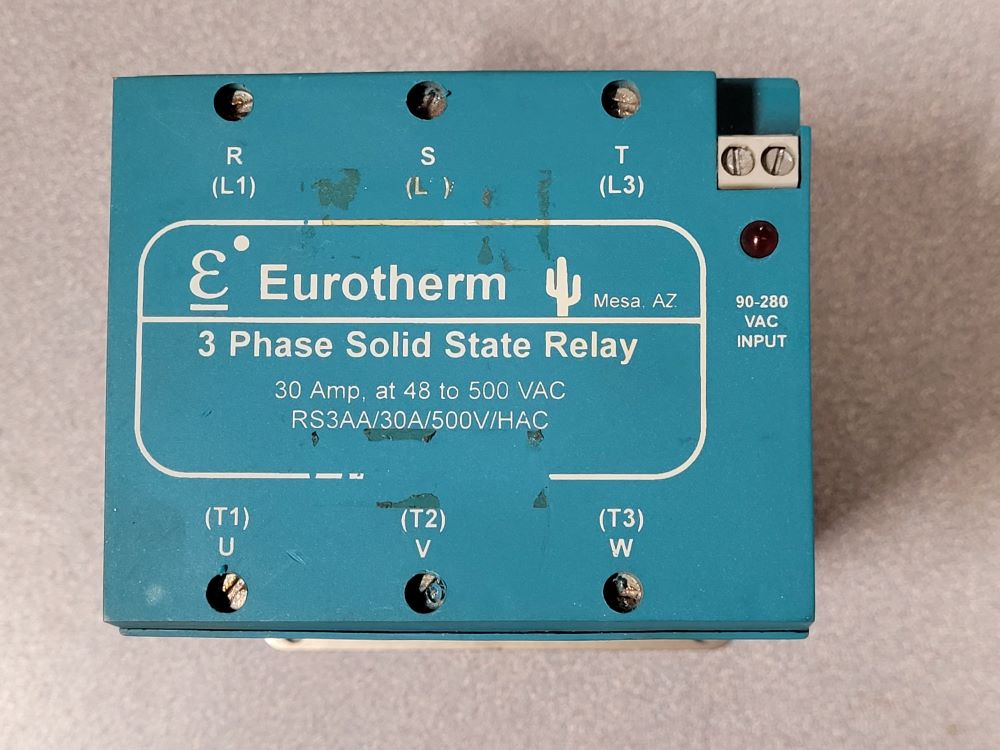 R S T
(L1) (L ) (L3)
ε Eurotherm Mesa, AZ
3 Phase Solid State Relay
30 Amp, at 48 to 500 VAC
RS3AA/30A/500V/HAC
90-280
VAC
INPUT
(T1) (T2) (T3)
U V W